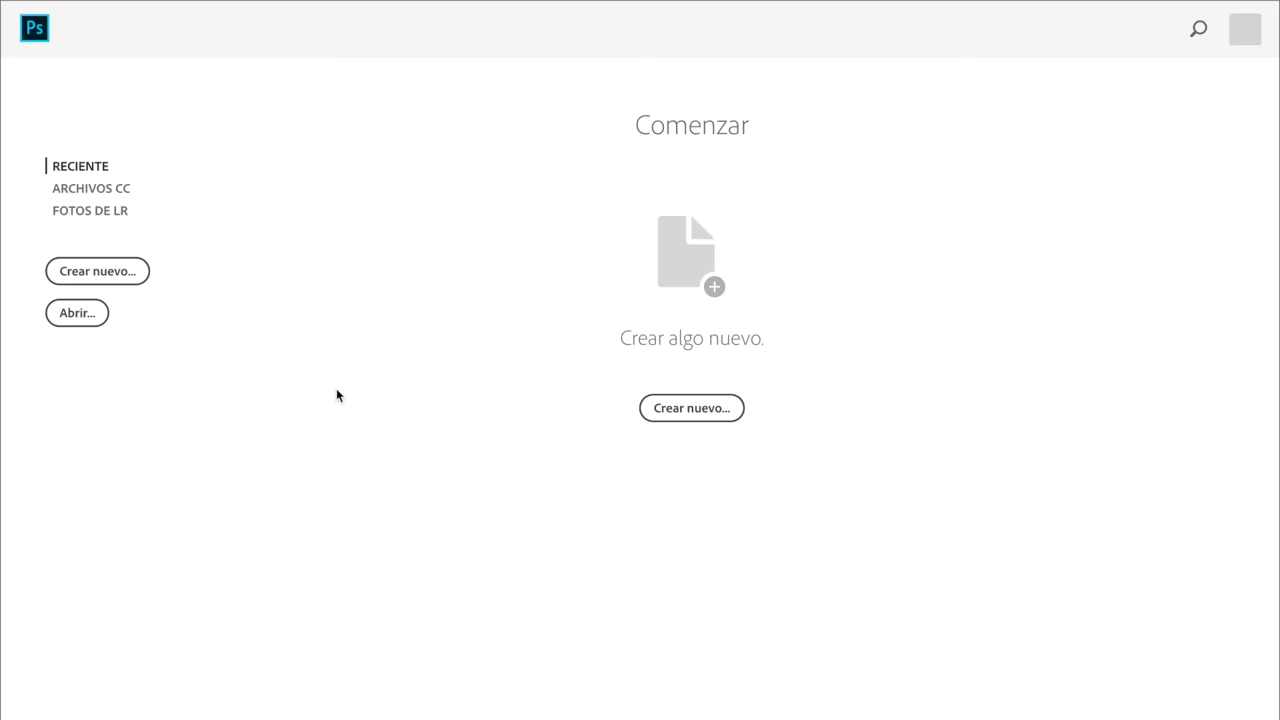 Ps
Comenzar
RECIENTE
ARCHIVOS CC
FOTOS DE LR
Crear nuevo...
Abrir...
Crear algo nuevo.
Crear nuevo...